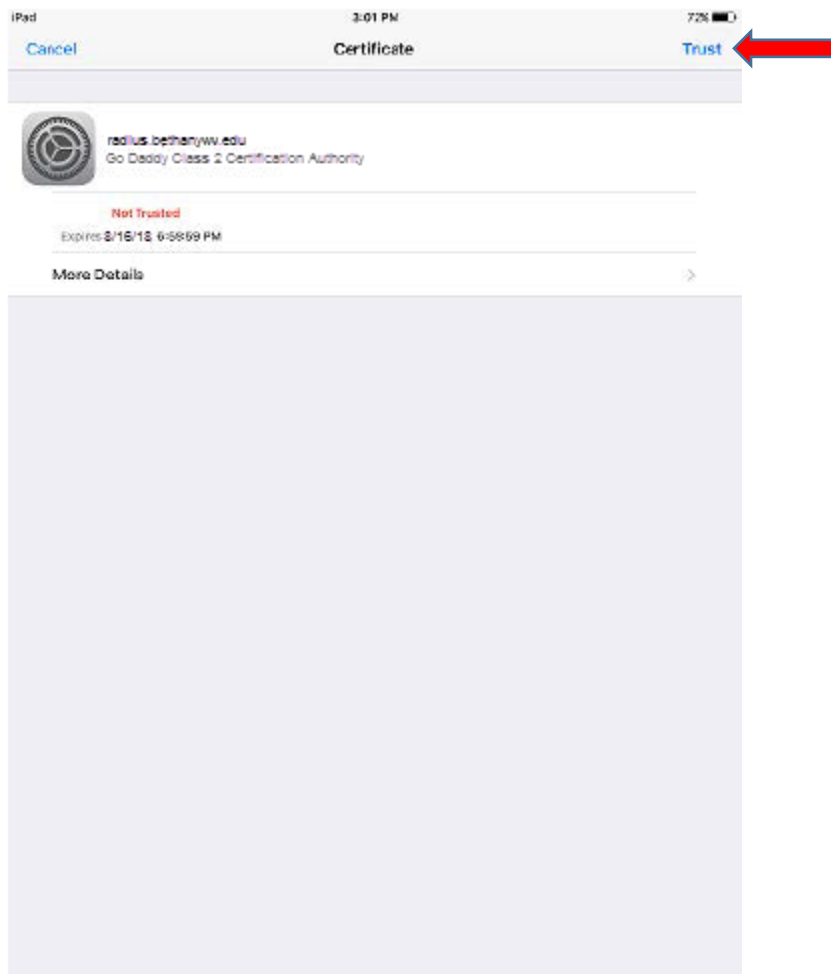 iPad 3:01 PM 72%
Cancel Certificate Trust
radius.bethanywv.edu
Go Daddy Class 2 Certification Authority
Not Trusted
Expires 8/16/18, 6:59:59 PM
More Details